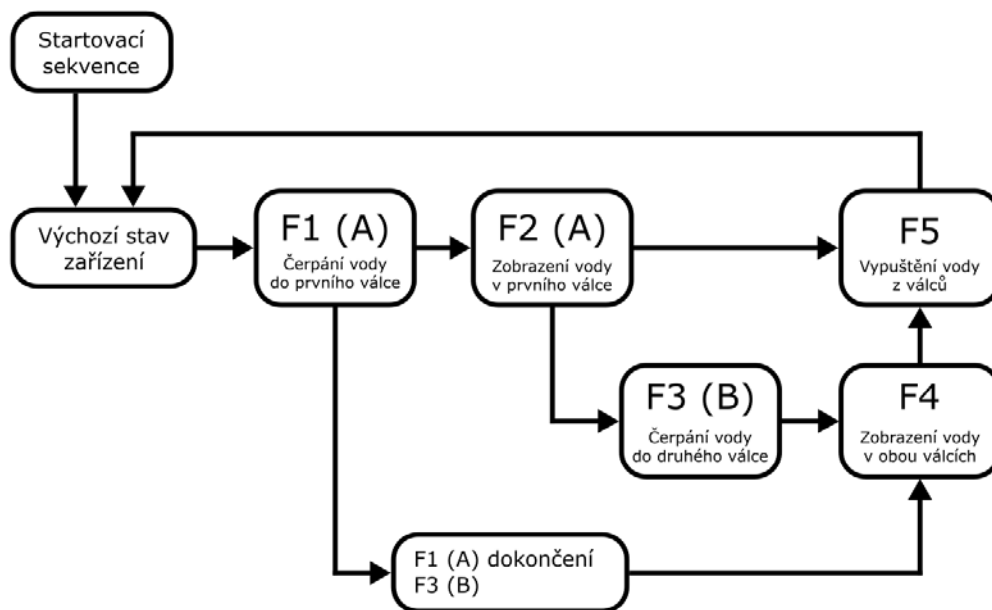 Startovací
sekvence
Výchozí stav
zařízení
F1 (A)
Čerpání vody
do prvního válce
F2 (A)
Zobrazení vody
v prvního válce
F5
Vypuštění vody
z válců
F3 (B)
Čerpání vody
do druhého válce
F4
Zobrazení vody
v obou válcích
F1 (A) dokončení
F3 (B)